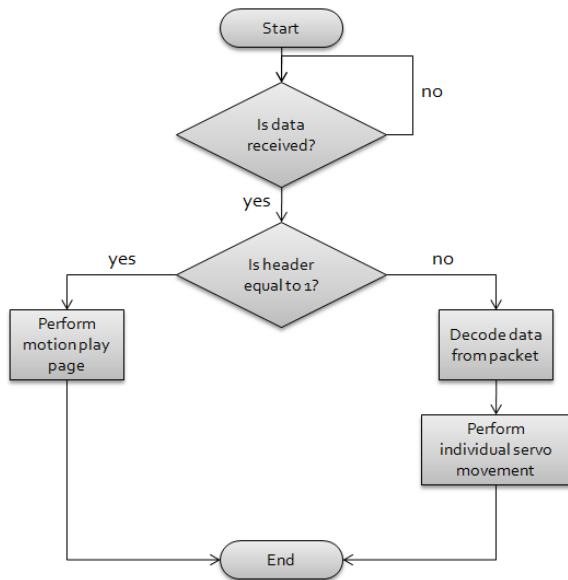 Start
no
Is data
received?
yes
yes
Is header
equal to 1?
no
Perform
motion play
page
Decode data
from packet
Perform
individual servo
movement
End